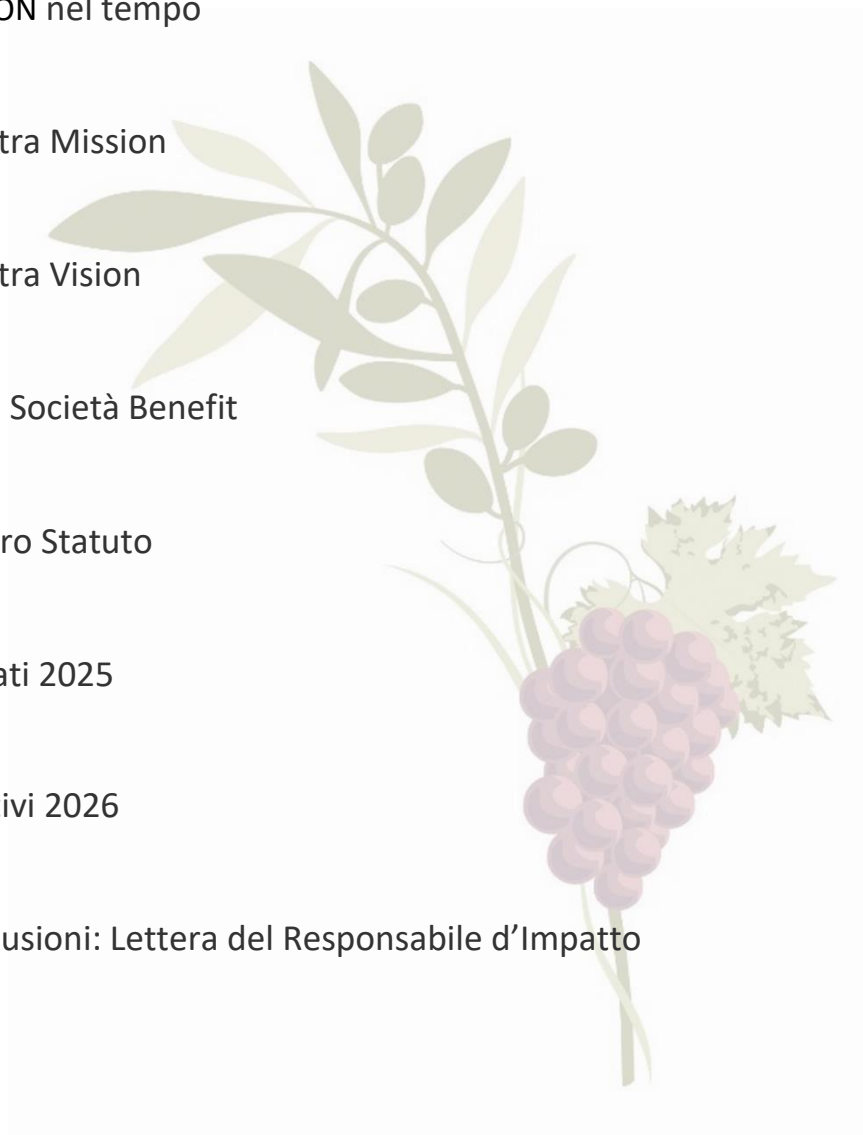 ON nel tempo
tra Mission
tra Vision
Società Benefit
ro Statuto
ati 2025
ivi 2026
usioni: Lettera del Responsabile d’Impatto